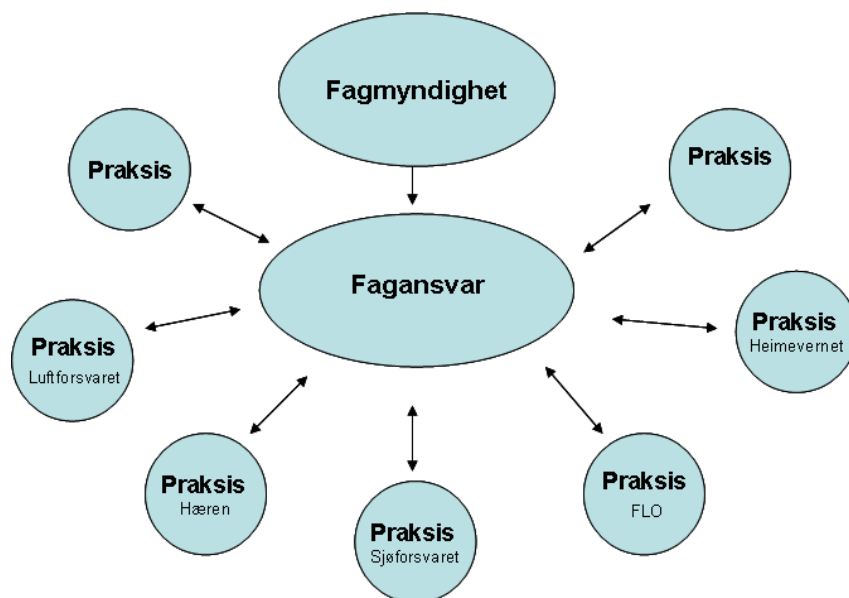 Fagmyndighet
Praksis
Praksis
Fagansvar
Praksis
Heimevernet
Praksis
Luftforsvaret
Praksis
Hæren
Praksis
FLO
Praksis
Sjøforsvaret